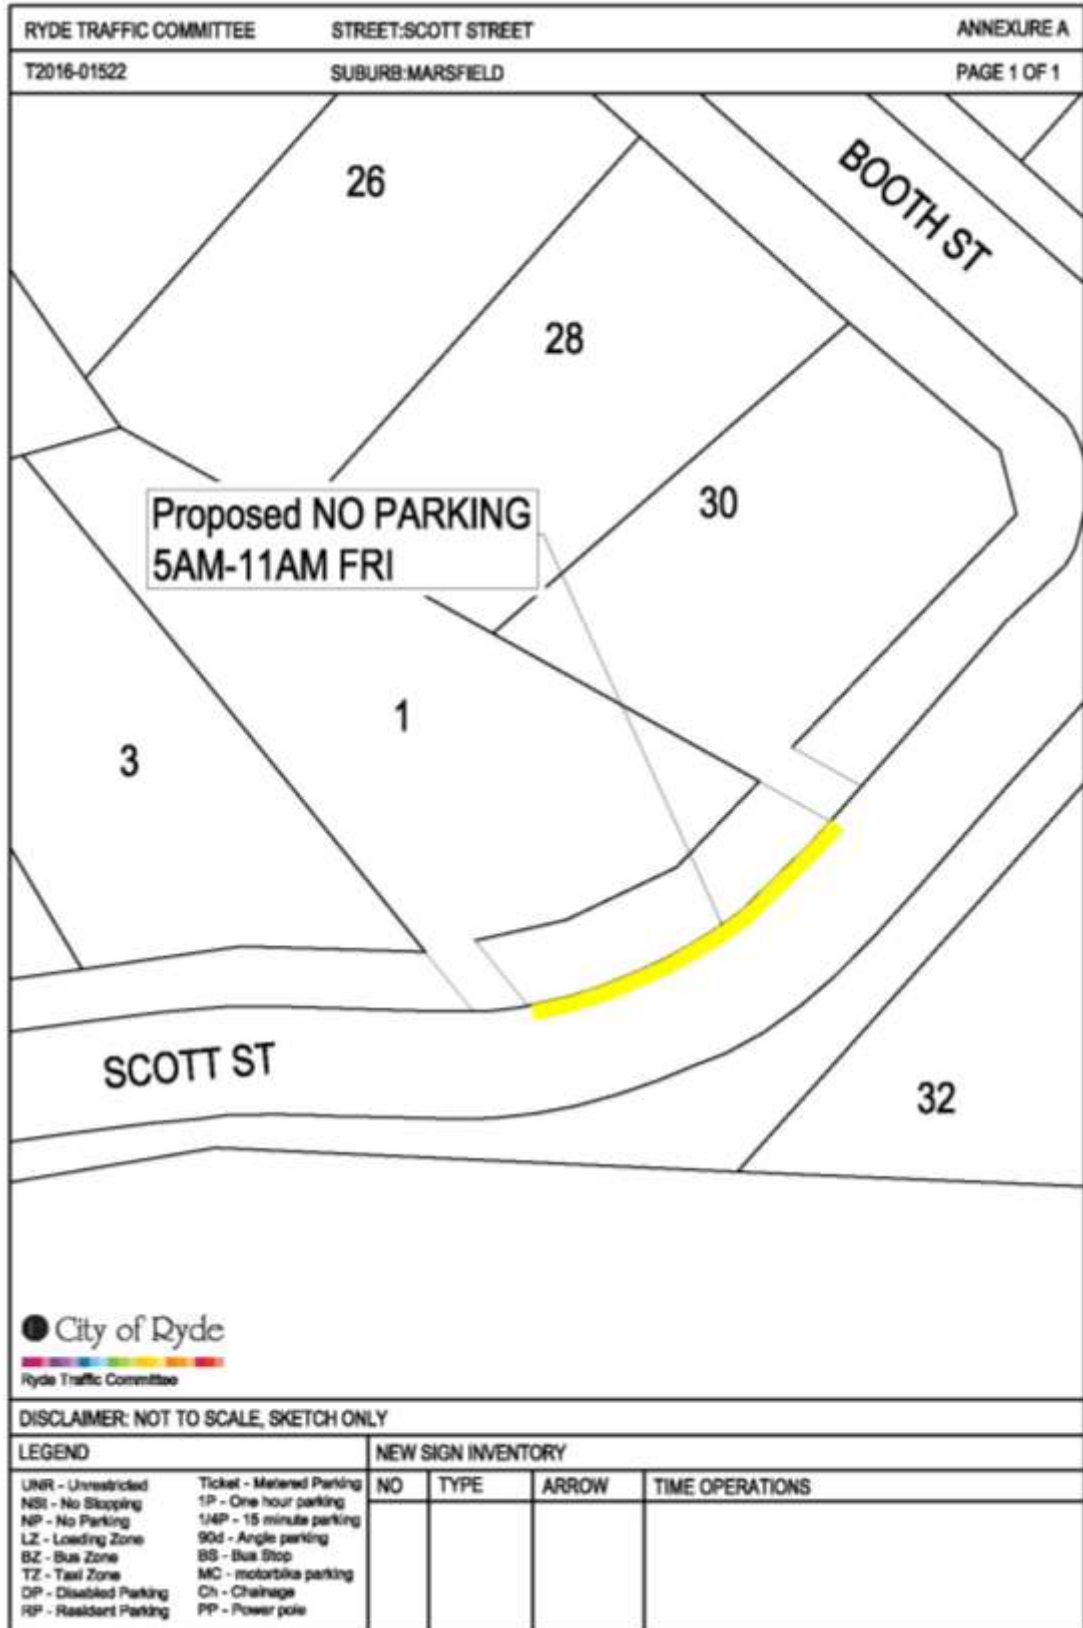 RYDE TRAFFIC COMMITTEE STREET:SCOTT STREET ANNEXURE A
T2016-01522 SUBURB:MARSFIELD PAGE 1 OF 1
26
BOOTH ST
28
30
Proposed NO PARKING
5AM-11AM FRI
1
3
SCOTT ST
32
City of Ryde
Ryde Traffic Committee
DISCLAIMER: NOT TO SCALE, SKETCH ONLY
LEGEND
UNR - Unrestricted
NSt - No Stopping
NP - No Parking
LZ - Loading Zone
BZ - Bus Zone
TZ - Taxi Zone
DP - Disabled Parking
RP - Resident Parking
Ticket - Metered Parking
1P - One hour parking
1/4P - 15 minute parking
90d - Angle parking
BS - Bus Stop
MC - motorbike parking
Ch - Chainage
PP - Power pole
NEW SIGN INVENTORY
NO TYPE ARROW TIME OPERATIONS